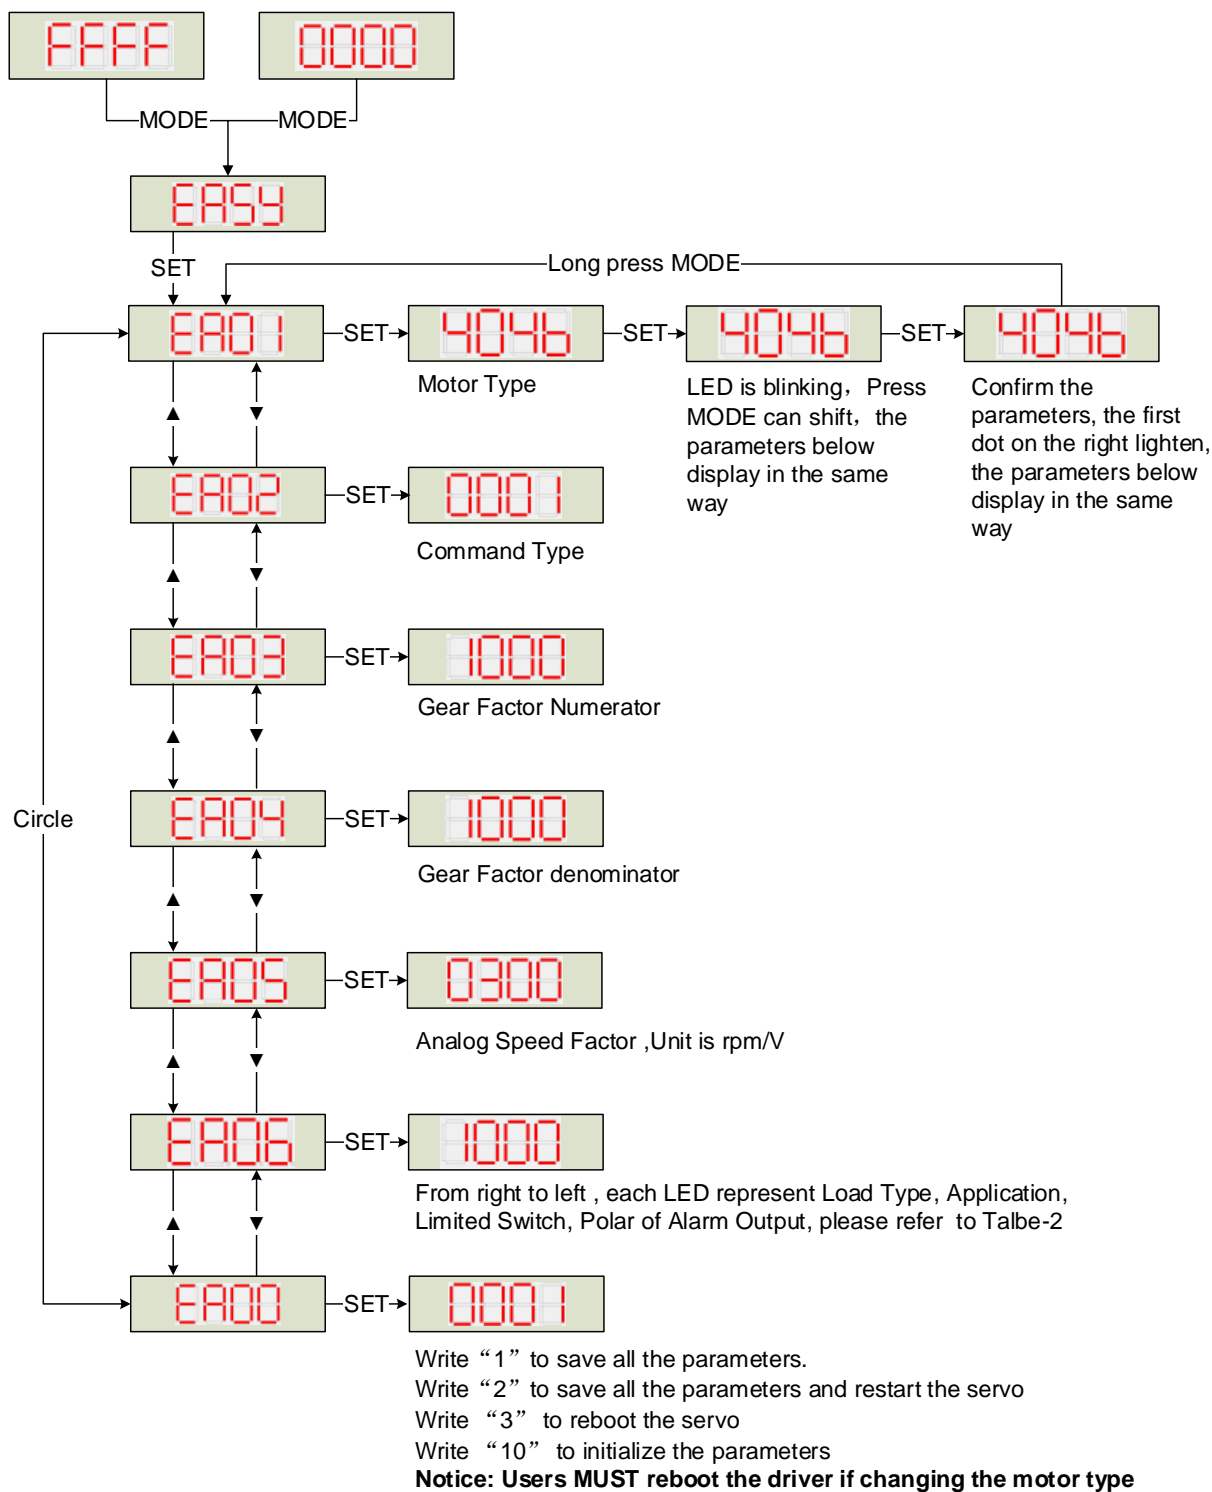 FFFF
0000
MODE
MODE
EASY
SET
Long press MODE
EA01
SET
4046
SET
4046
SET
4046
Motor Type
LED is blinking，Press
MODE can shift，the
parameters below
display in the same
way
Confirm the
parameters, the first
dot on the right lighten,
the parameters below
display in the same
way
▲
▼
EA02
SET
0001
Command Type
▲
▼
EA03
SET
1000
Gear Factor Numerator
▲
▼
Circle
EA04
SET
1000
Gear Factor denominator
▲
▼
EA05
SET
0300
Analog Speed Factor ,Unit is rpm/V
▲
▼
EA06
SET
1000
From right to left , each LED represent Load Type, Application,
Limited Switch, Polar of Alarm Output, please refer to Talbe-2
▲
▼
EA00
SET
0001
Write “1” to save all the parameters.
Write “2” to save all the parameters and restart the servo
Write “3” to reboot the servo
Write “10” to initialize the parameters
Notice: Users MUST reboot the driver if changing the motor type